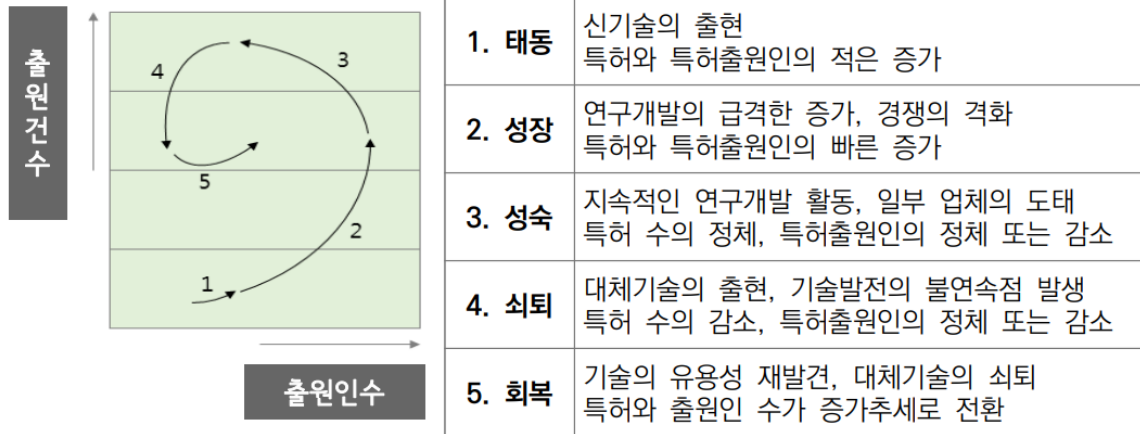 출원건수
4
3
5
2
1
출원인수
1. 태동
신기술의 출현
특허와 특허출원인의 적은 증가
2. 성장
연구개발의 급격한 증가, 경쟁의 격화
특허와 특허출원인의 빠른 증가
3. 성숙
지속적인 연구개발 활동, 일부 업체의 도태
특허 수의 정체, 특허출원인의 정체 또는 감소
4. 쇠퇴
대체기술의 출현, 기술발전의 불연속점 발생
특허 수의 감소, 특허출원인의 정체 또는 감소
5. 회복
기술의 유용성 재발견, 대체기술의 쇠퇴
특허와 출원인 수가 증가추세로 전환